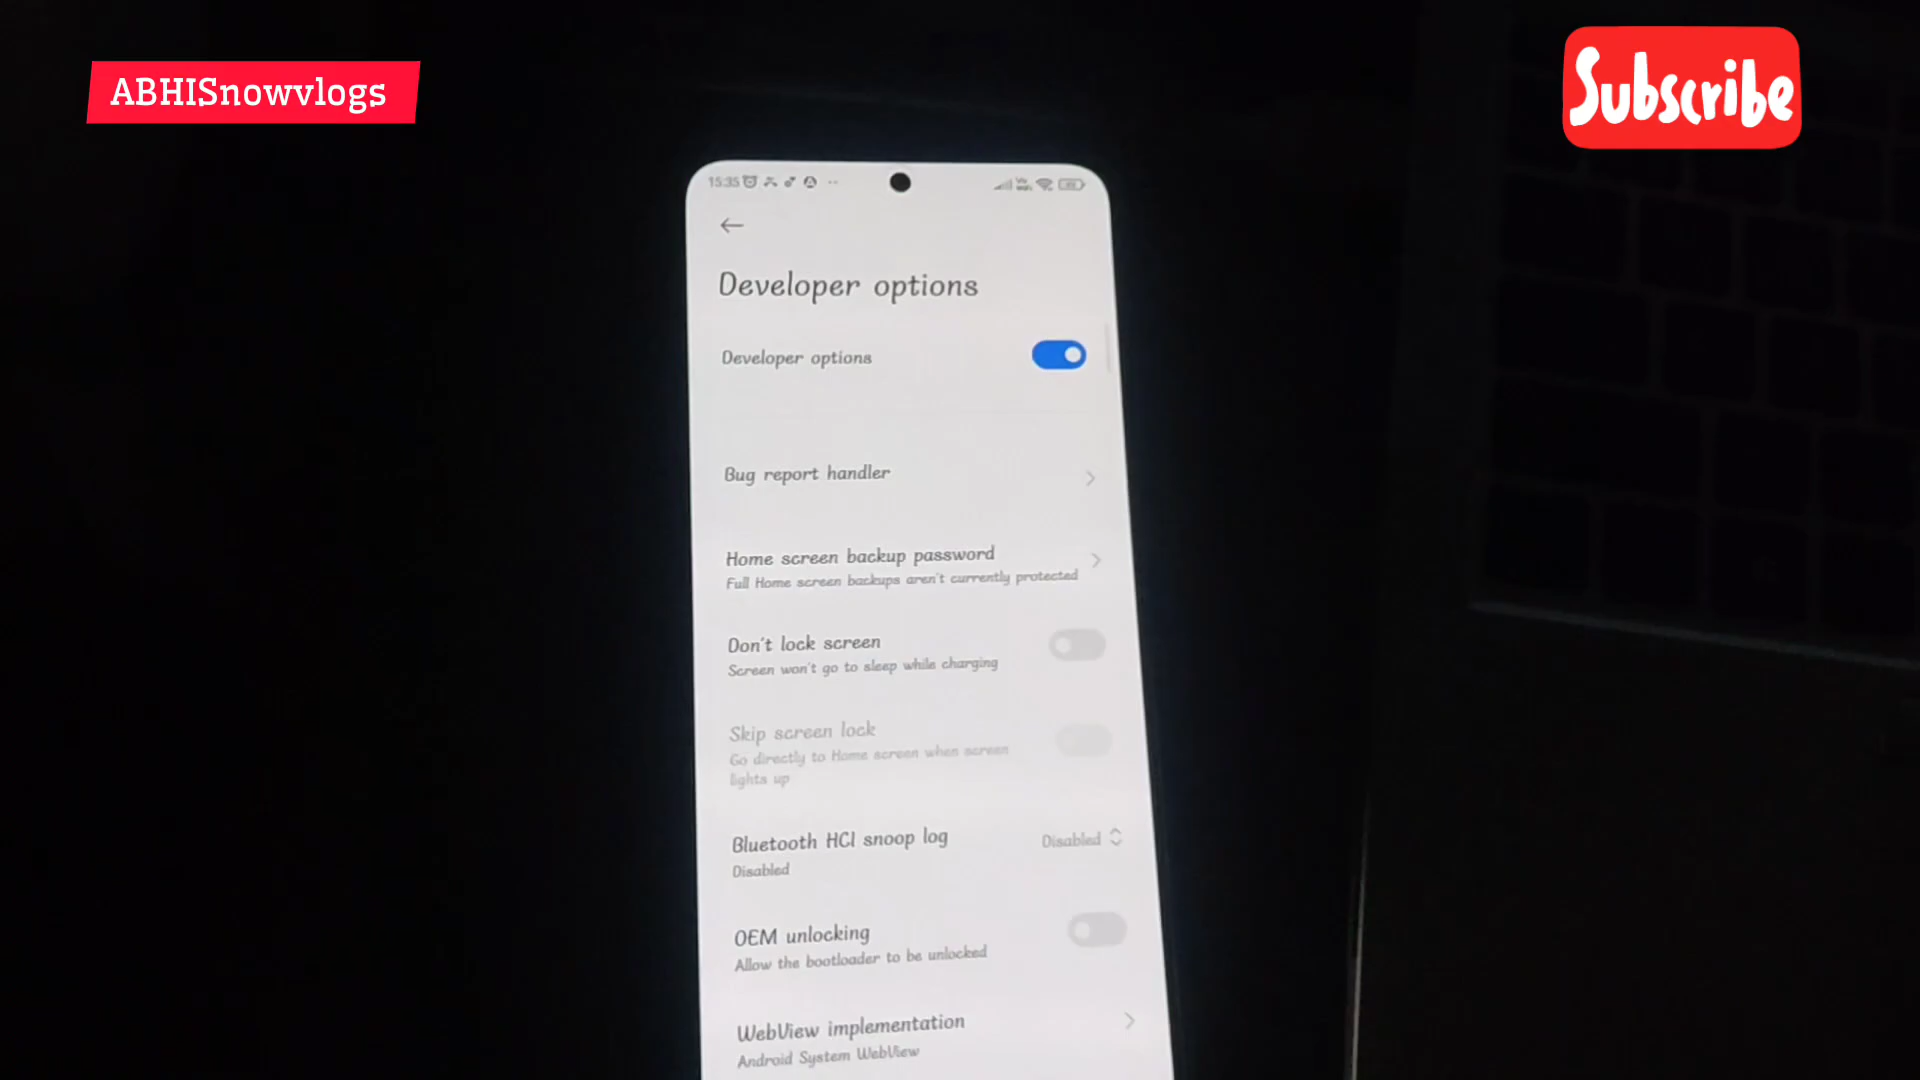 ABHISnowvlogs
Subscribe
15:35
Developer options
Developer options
Bug report handler
Home screen backup password
Full Home screen backups aren't currently protected
Don't lock screen
Screen won't go to sleep while charging
Skip screen lock
Go directly to Home screen when screen
lights up
Bluetooth HCI snoop log
Disabled
Disabled
OEM unlocking
Allow the bootloader to be unlocked
WebView implementation
Android System WebView